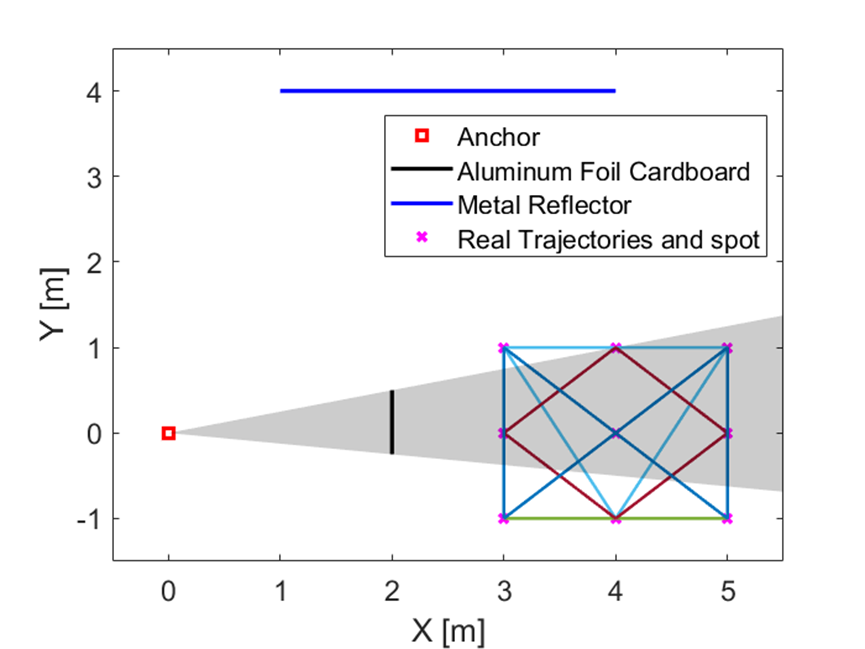 4
3
2
1
0
-1
Y [m]
Anchor
Aluminum Foil Cardboard
Metal Reflector
Real Trajectories and spot
0 1 2 3 4 5
X [m]